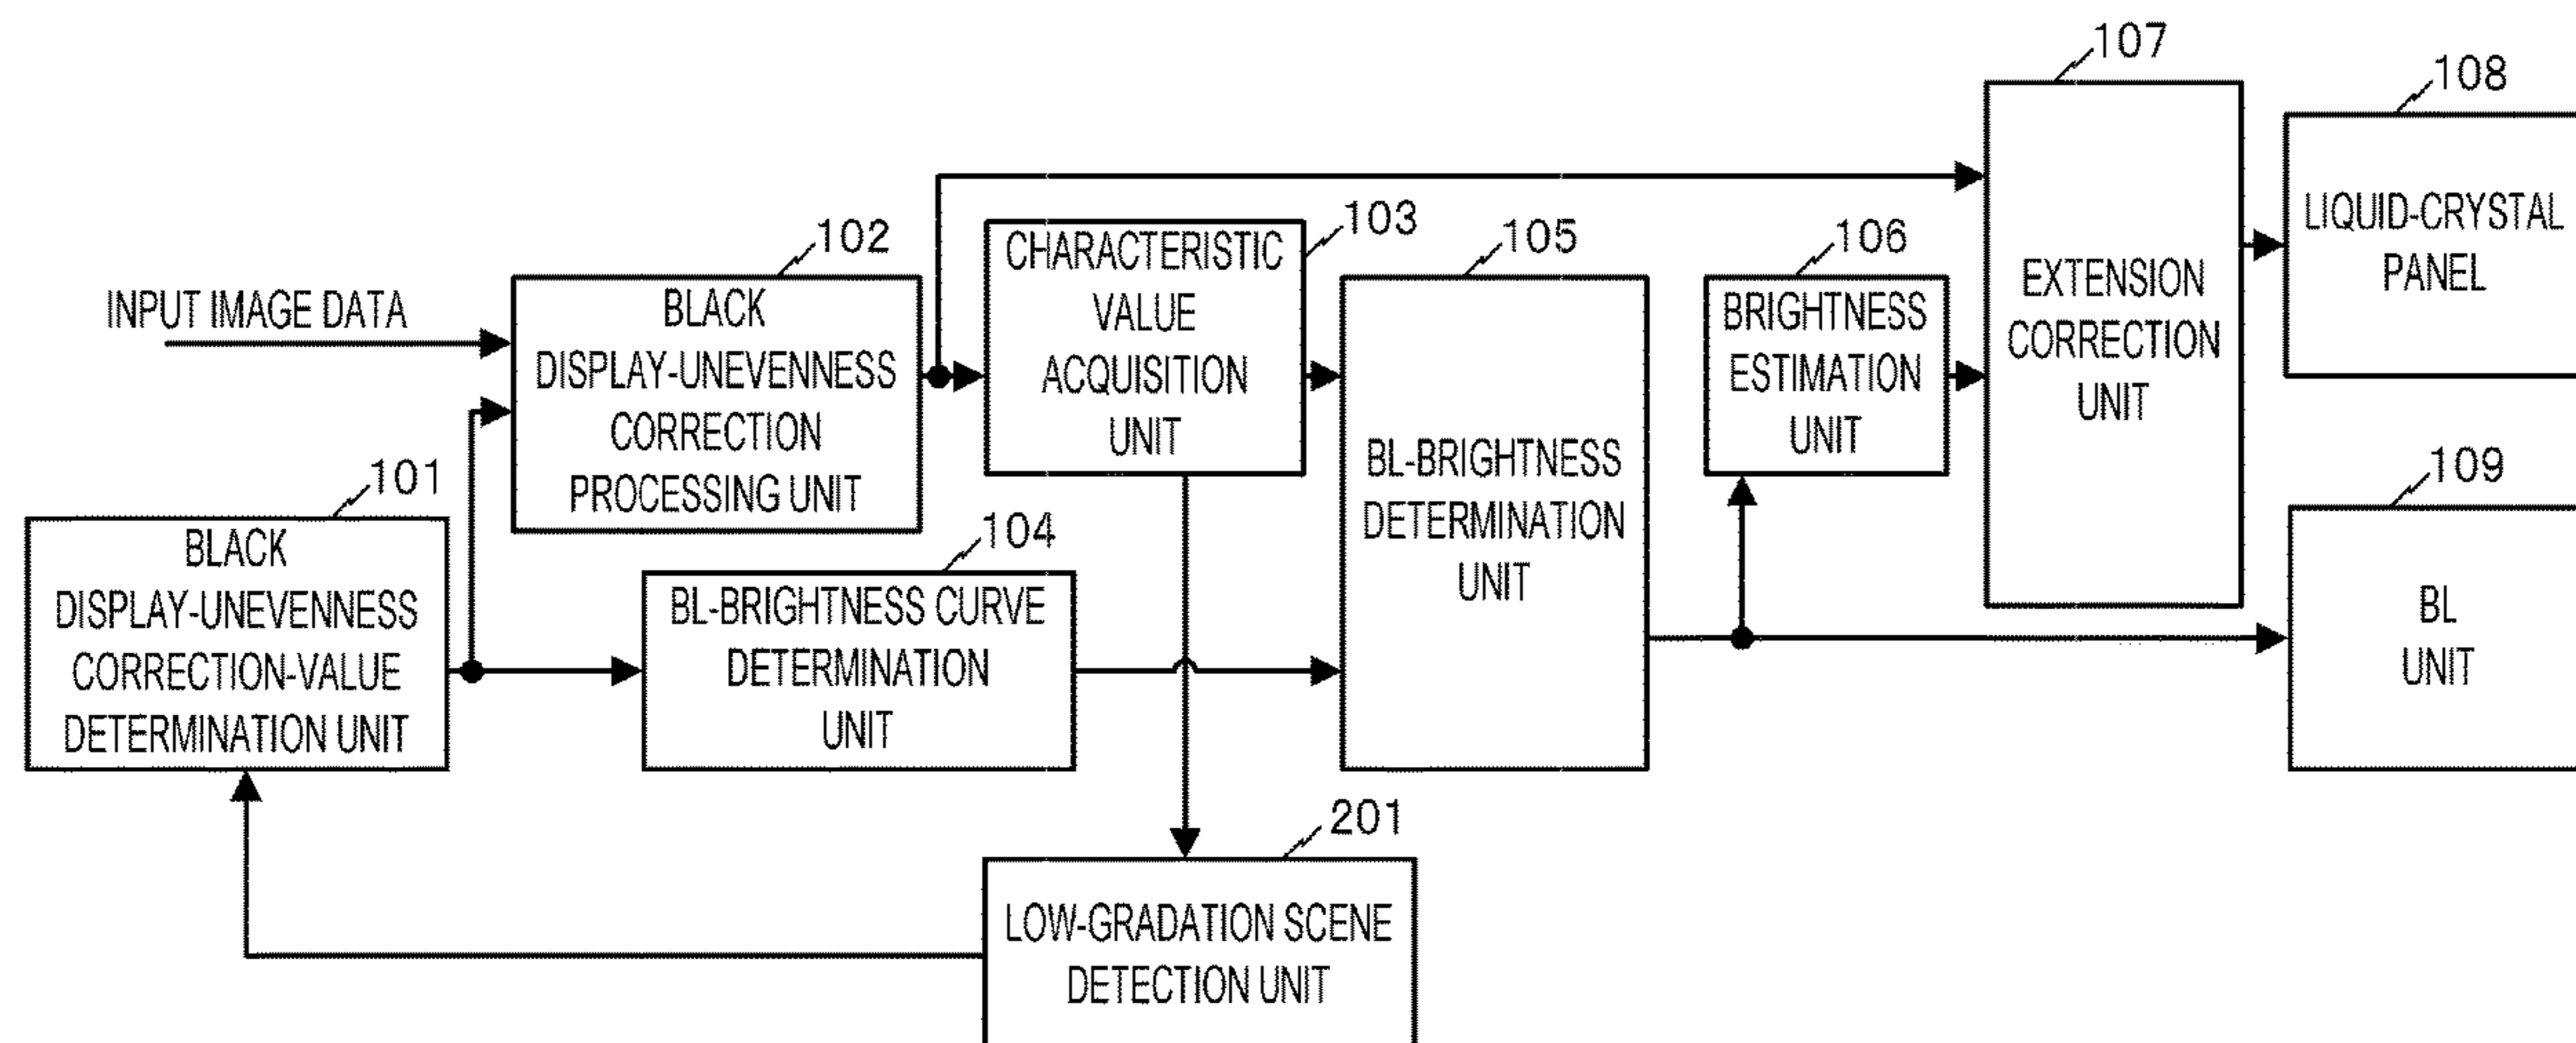 107
108
102
103
105
106
CHARACTERISTIC
VALUE
ACQUISITION
UNIT
LIQUID-CRYSTAL
PANEL
INPUT IMAGE DATA
BLACK
DISPLAY-UNEVENNESS
CORRECTION
PROCESSING UNIT
BRIGHTNESS
ESTIMATION
UNIT
EXTENSION
CORRECTION
UNIT
BL-BRIGHTNESS
DETERMINATION
UNIT
101
104
109
BLACK
DISPLAY-UNEVENNESS
CORRECTION-VALUE
DETERMINATION UNIT
BL-BRIGHTNESS CURVE
DETERMINATION
UNIT
BL
UNIT
201
LOW-GRADATION SCENE
DETECTION UNIT